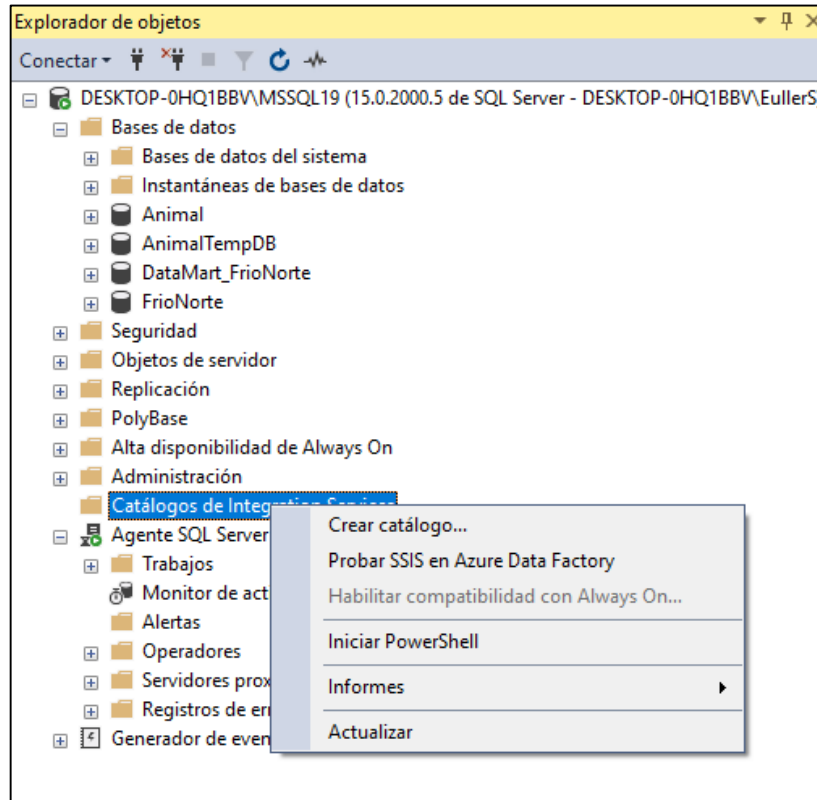 Explorador de objetos
Conectar
DESKTOP-0HQ1BBV\MSSQL19 (15.0.2000.5 de SQL Server - DESKTOP-0HQ1BBV\EullerS
Bases de datos
Bases de datos del sistema
Instantáneas de bases de datos
Animal
AnimalTempDB
DataMart_FrioNorte
FrioNorte
Seguridad
Objetos de servidor
Replicación
PolyBase
Alta disponibilidad de Always On
Administración
Catálogos de Integration Services
Agente SQL Server
Trabajos
Monitor de act
Alertas
Operadores
Servidores prox
Registros de er
Generador de even
Crear catálogo...
Probar SSIS en Azure Data Factory
Habilitar compatibilidad con Always On...
Iniciar PowerShell
Informes
Actualizar